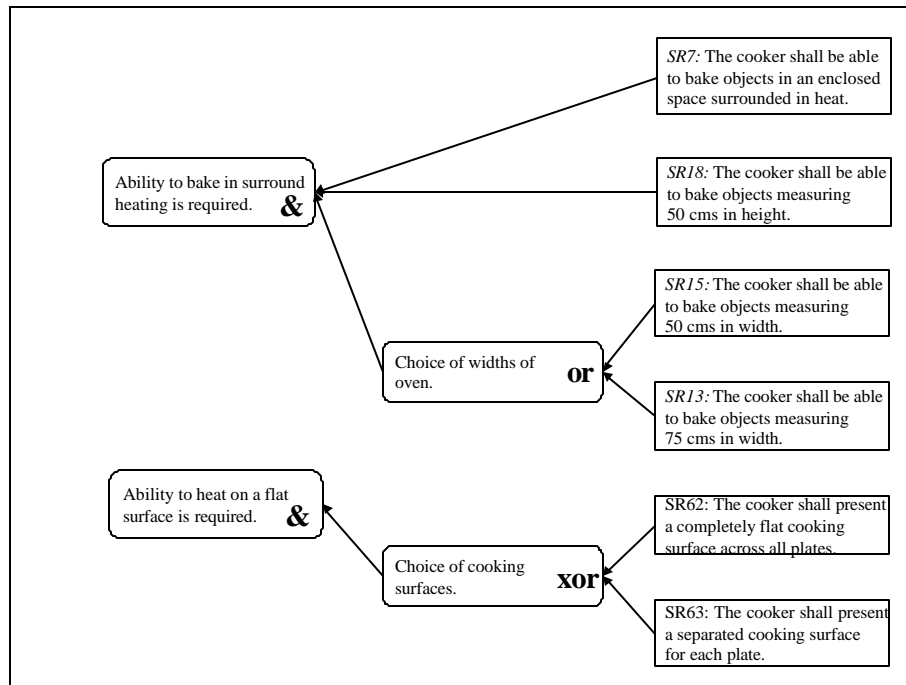 SR7: The cooker shall be able
to bake objects in an enclosed
space surrounded in heat.
Ability to bake in surround
heating is required. &
SR18: The cooker shall be able
to bake objects measuring
50 cms in height.
SR15: The cooker shall be able
to bake objects measuring
50 cms in width.
Choice of widths of
oven. or
SR13: The cooker shall be able
to bake objects measuring
75 cms in width.
Ability to heat on a flat
surface is required. &
SR62: The cooker shall present
a completely flat cooking
surface across all plates.
Choice of cooking
surfaces. xor
SR63: The cooker shall present
a separated cooking surface
for each plate.